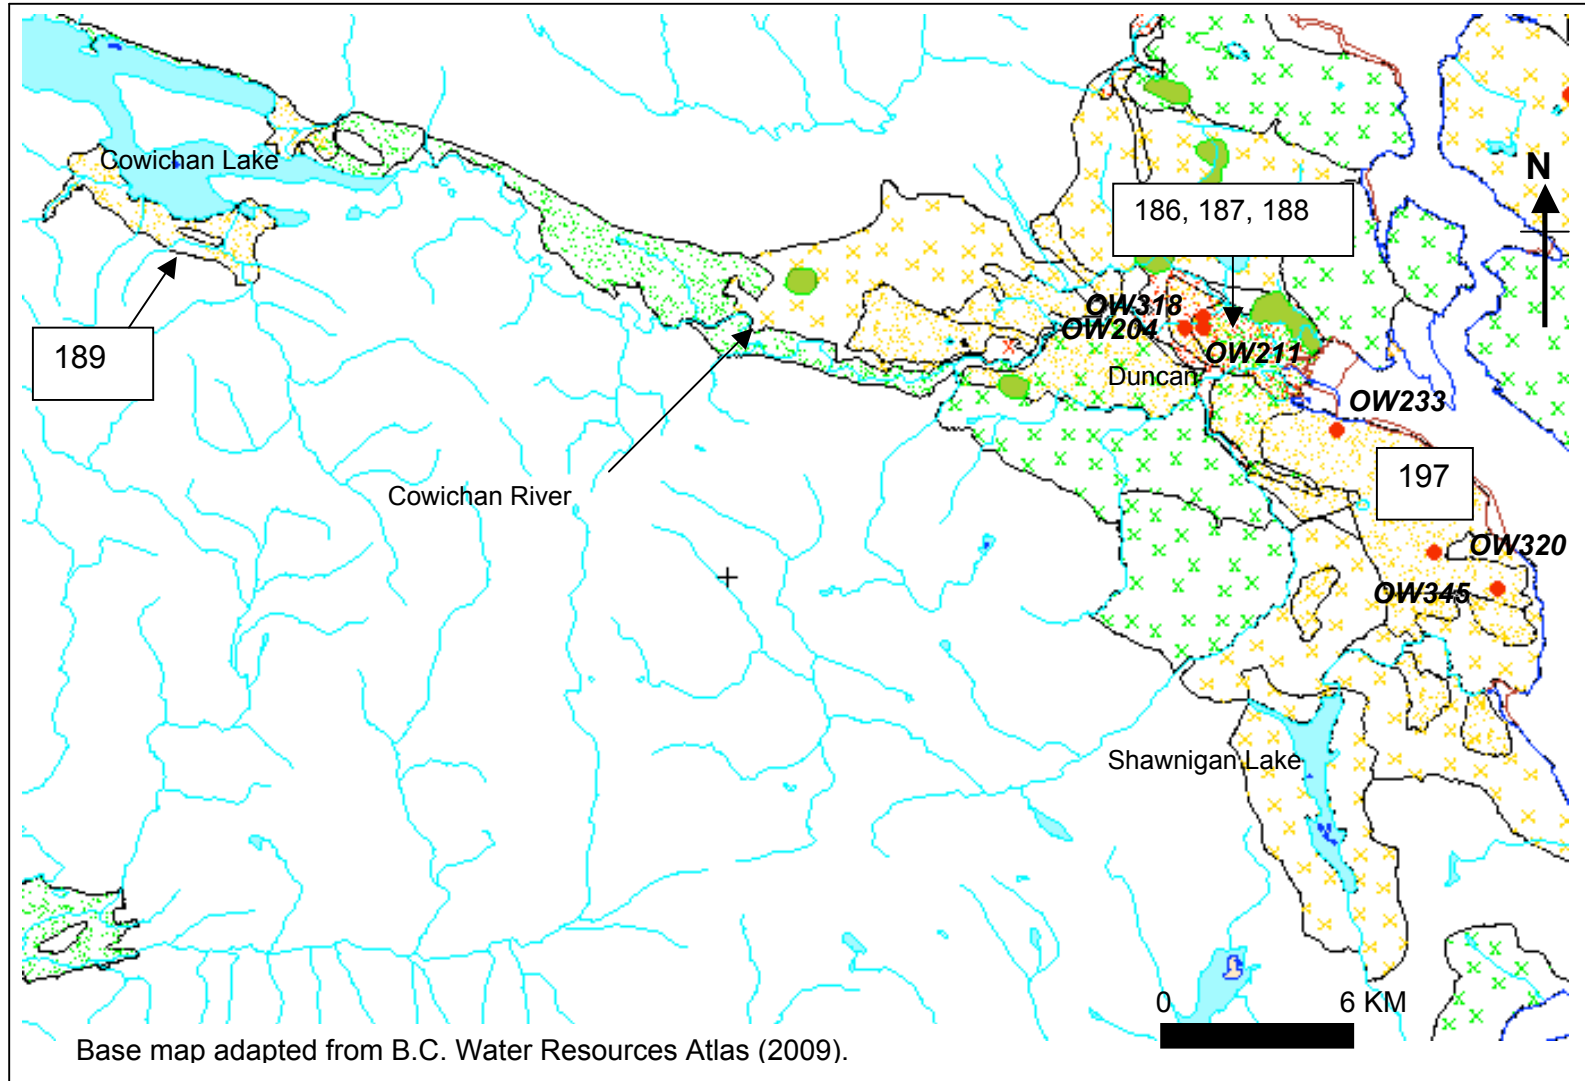 Cowichan Lake
N
186, 187, 188
OW318
OW204
OW211
189
Duncan
OW233
197
Cowichan River
OW320
OW345
Shawnigan Lake
0 6 KM
Base map adapted from B.C. Water Resources Atlas (2009).